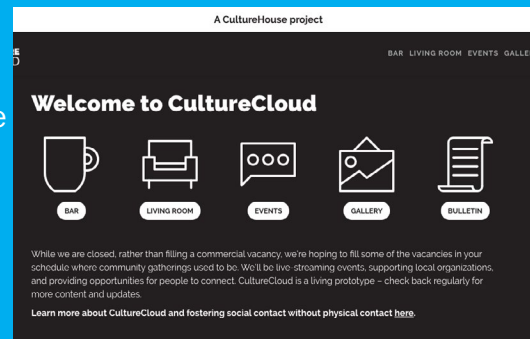 A CultureHouse project
BAR LIVING ROOM EVENTS
Welcome to CultureCloud
BAR
LIVING ROOM
EVENTS
GALLERY
BULLETIN
While we are closed, rather than filling a commercial vacancy, we're hoping to fill some of the vacancies in your
schedule where community gatherings used to be. We'll be live-streaming events, supporting local organizations,
and providing opportunities for people to connect. CultureCloud is a living prototype – check back regularly for
more content and updates.
Learn more about CultureCloud and fostering social contact without physical contact here.